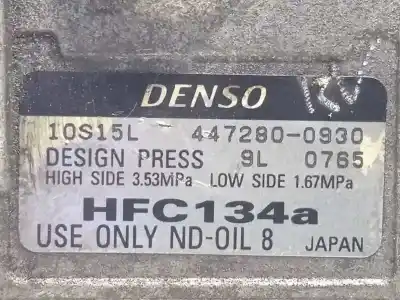 DENSO
10S15L 447280-0930
DESIGN PRESS 9L 0765
HIGH SIDE 3.53MPa LOW SIDE 1.67MPa
HFC134a
USE ONLY ND-OIL 8 JAPAN